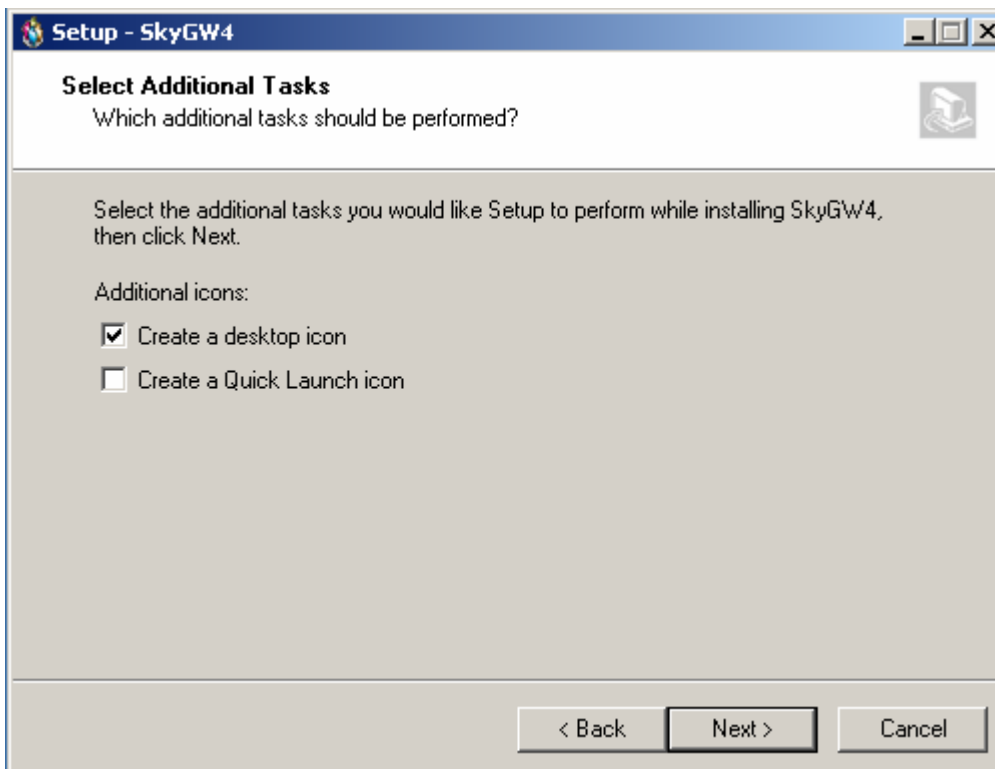 Setup - SkyGW4
Select Additional Tasks
Which additional tasks should be performed?
Select the additional tasks you would like Setup to perform while installing SkyGW4,
then click Next.
Additional icons:
Create a desktop icon
Create a Quick Launch icon
< Back
Next >
Cancel